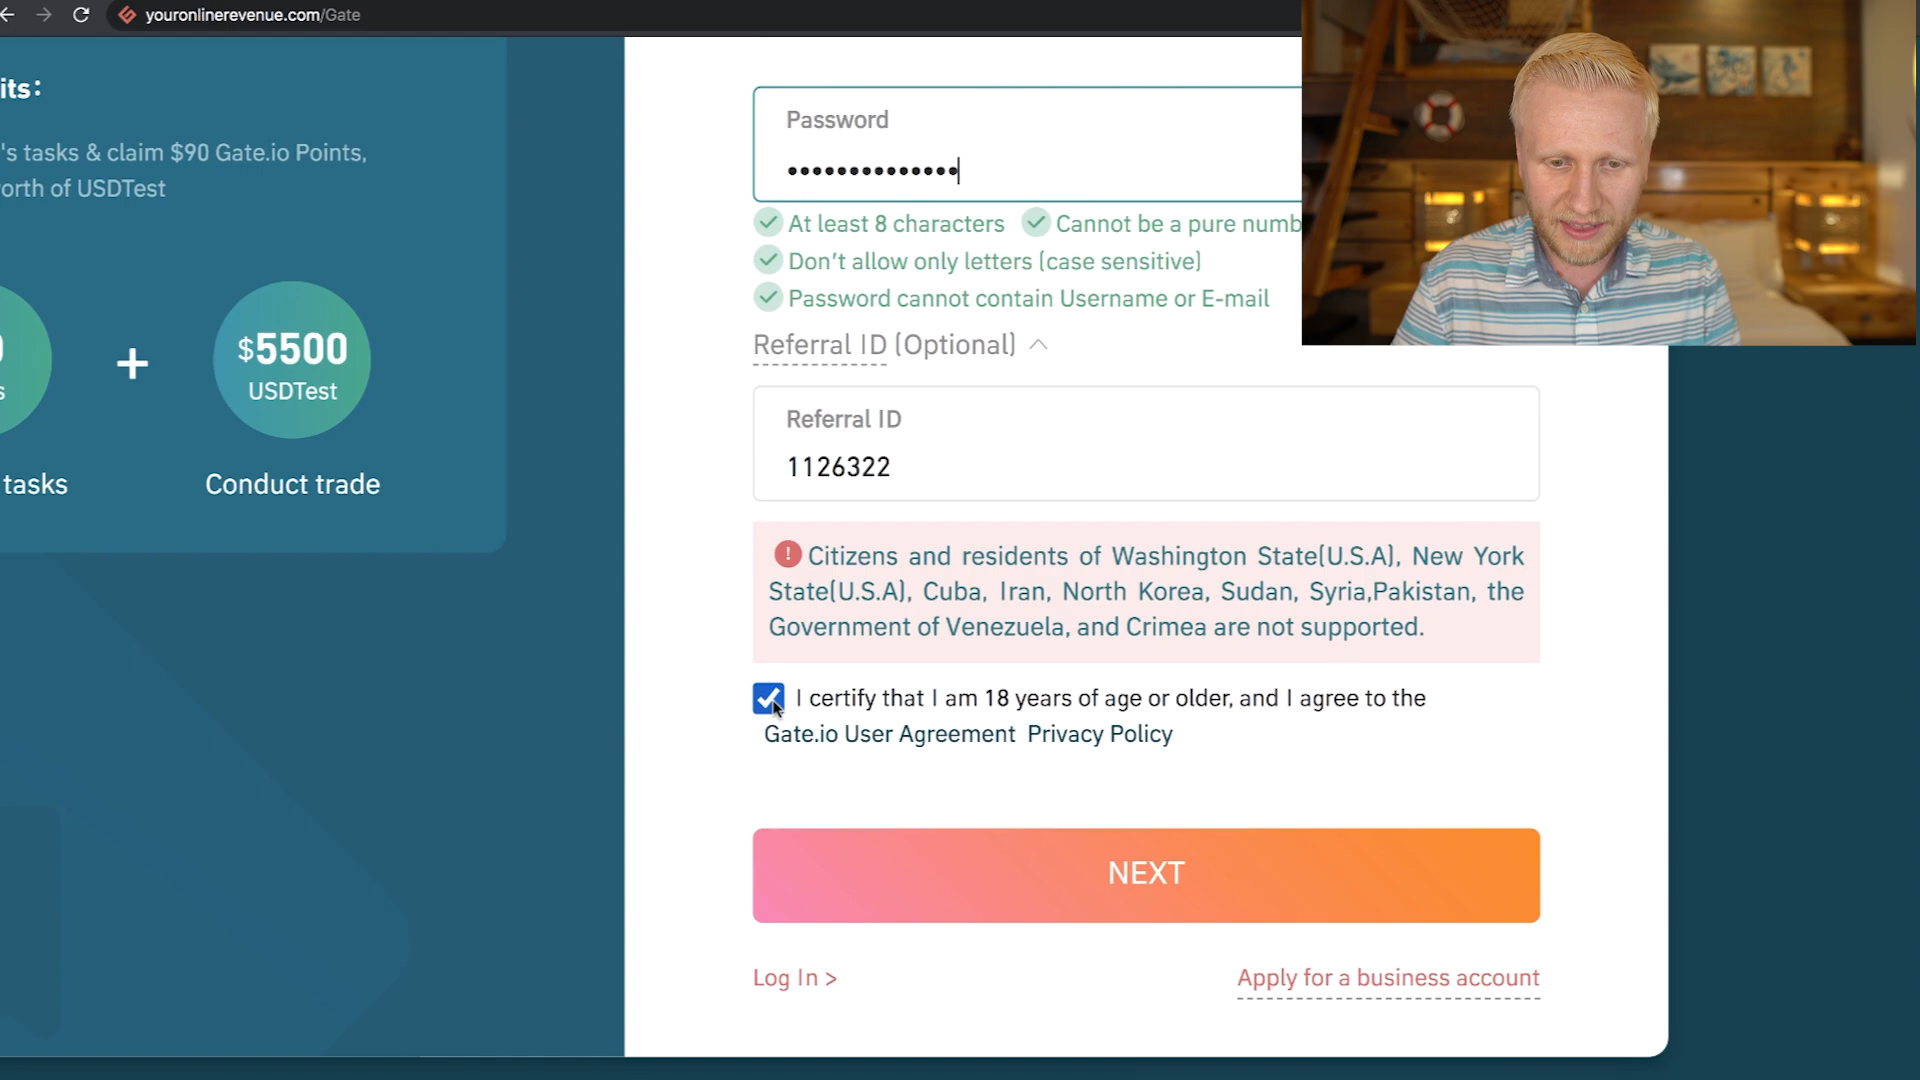 youronlinerevenue.com/Gate
its:
's tasks & claim $90 Gate.io Points,
orth of USDTest
$5500
USDTest
+
tasks
Conduct trade
Password
••••••••••••••
At least 8 characters Cannot be a pure numb
Don't allow only letters (case sensitive)
Password cannot contain Username or E-mail
Referral ID (Optional)
Referral ID
1126322
Citizens and residents of Washington State(U.S.A), New York
State(U.S.A), Cuba, Iran, North Korea, Sudan, Syria,Pakistan, the
Government of Venezuela, and Crimea are not supported.
I certify that I am 18 years of age or older, and I agree to the
Gate.io User Agreement Privacy Policy
NEXT
Log In >
Apply for a business account